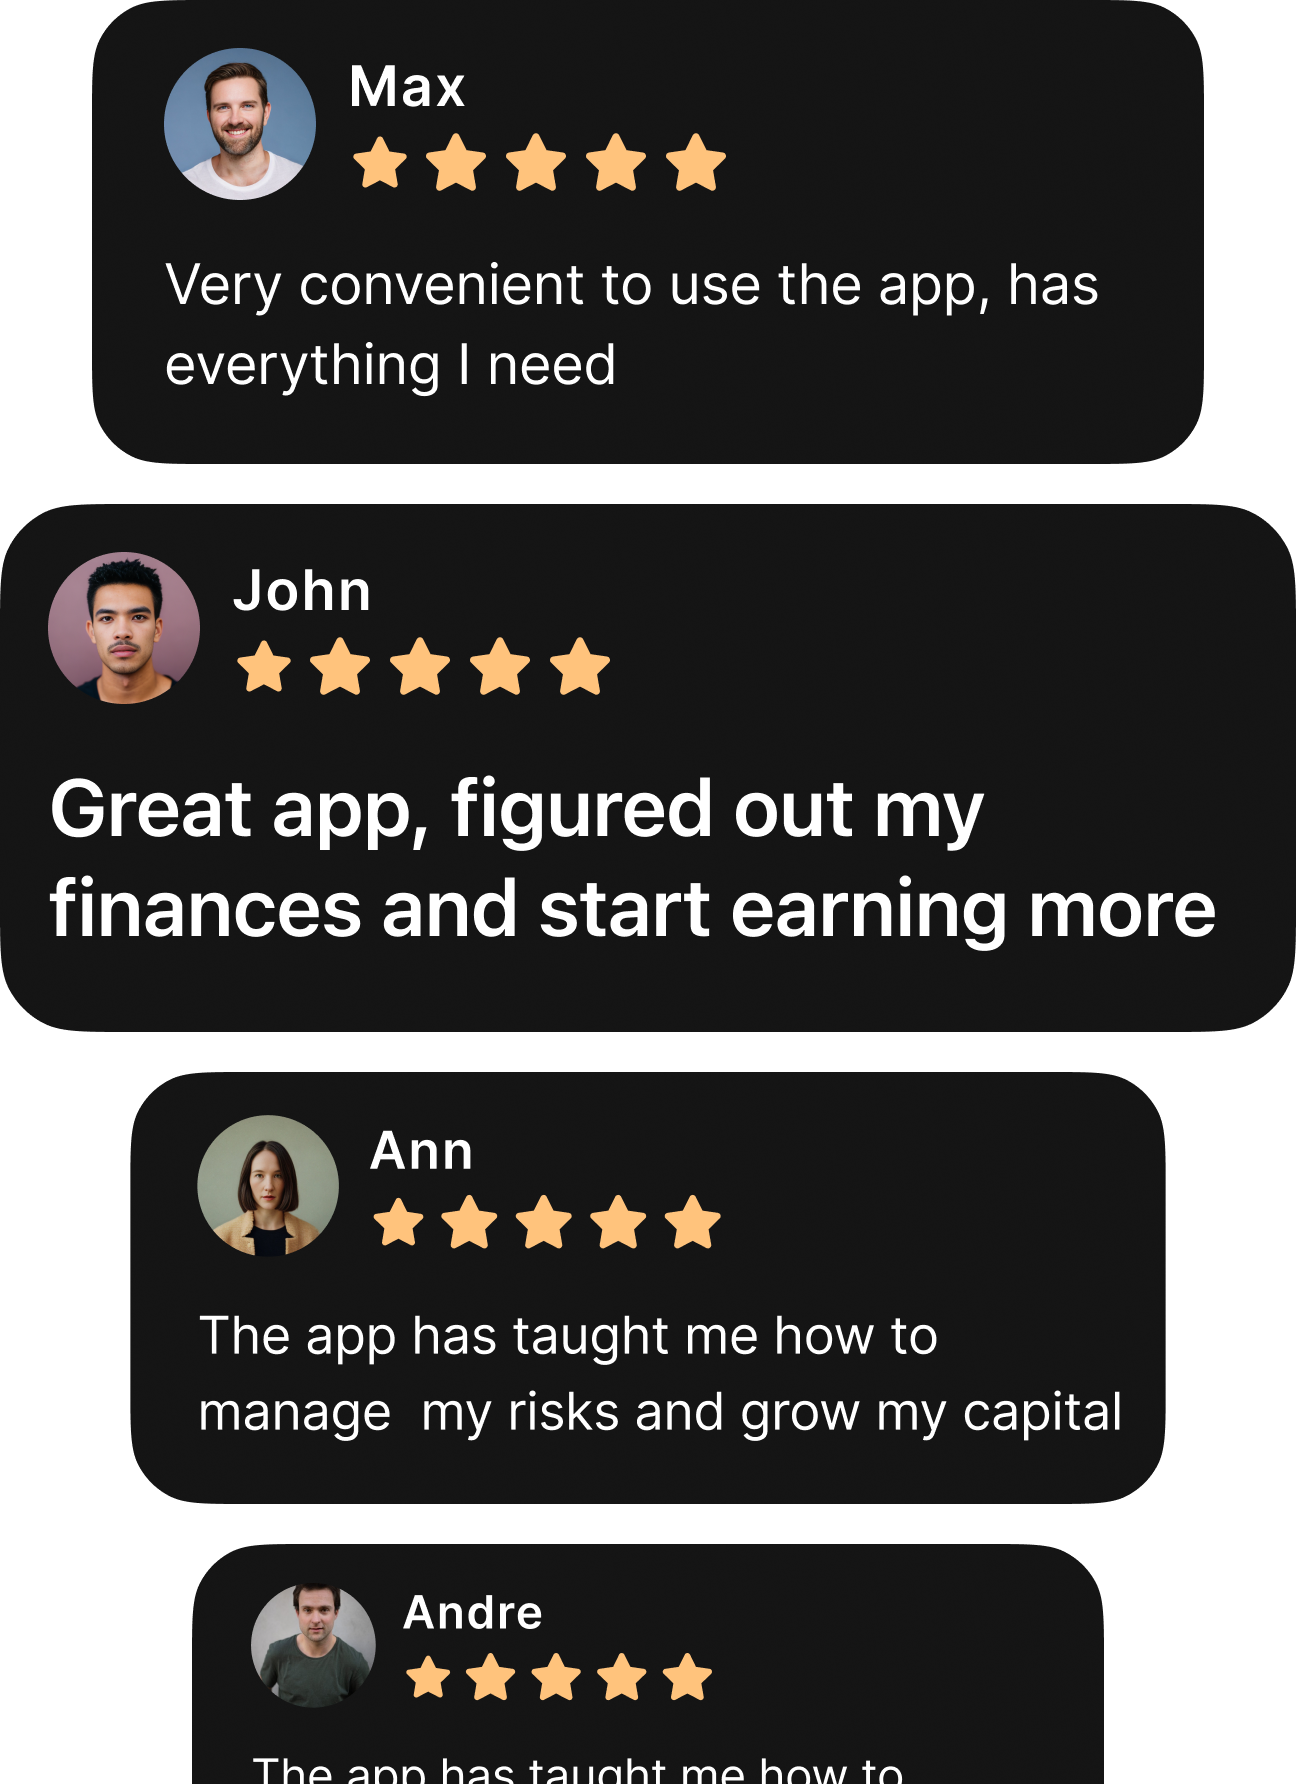 Max
Very convenient to use the app, has
everything I need
John
Great app, figured out my
finances and start earning more
Ann
The app has taught me how to
manage  my risks and grow my capital
Andre
The app has taught me how to